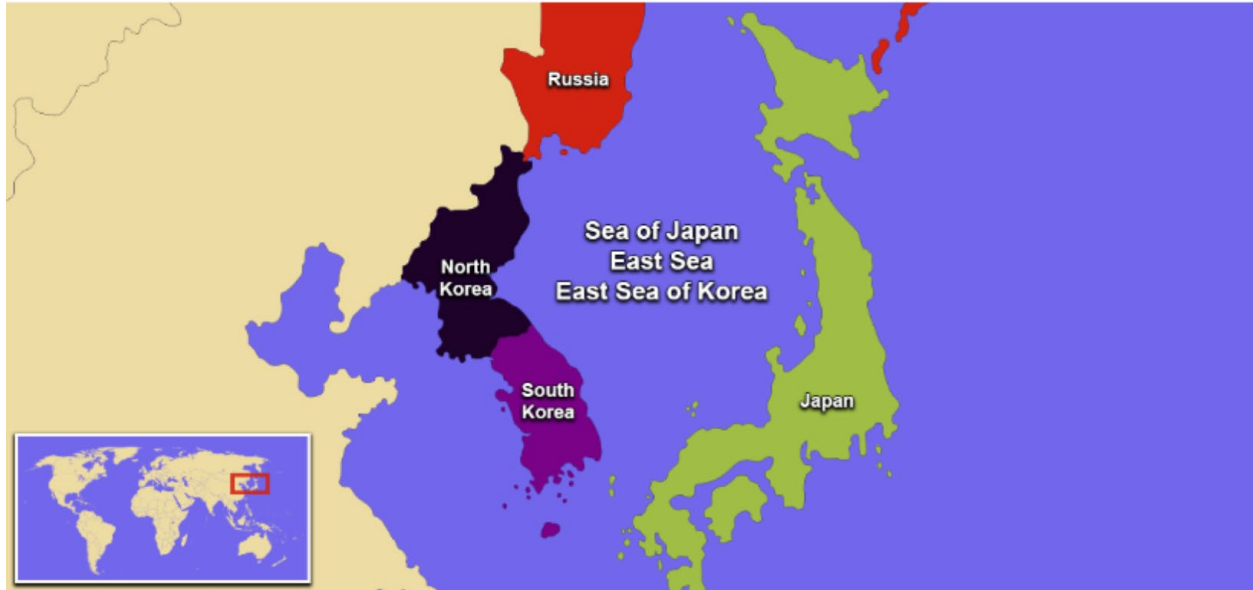 Russia
Sea of Japan
East Sea
East Sea of Korea
North
Korea
South
Korea
Japan